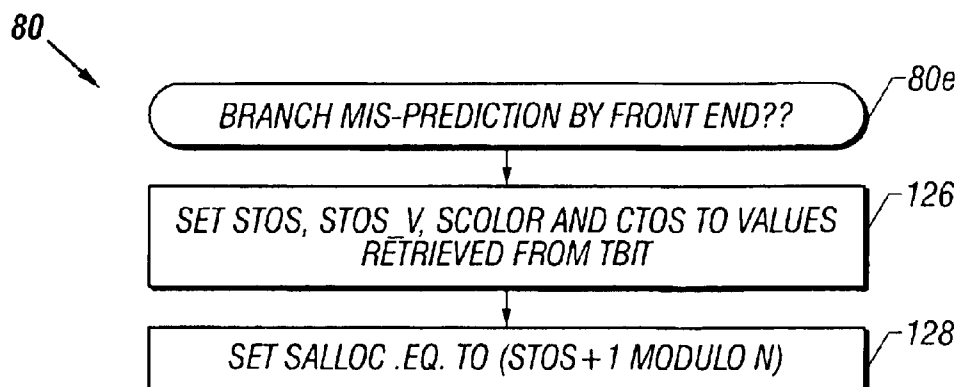 80
80e
BRANCH MIS-PREDICTION BY FRONT END??
126
SET STOS, STOS_V, SCOLOR AND CTOS TO VALUES
RETRIEVED FROM TBIT
128
SET SALLOC .EQ. TO (STOS+1 MODULO N)